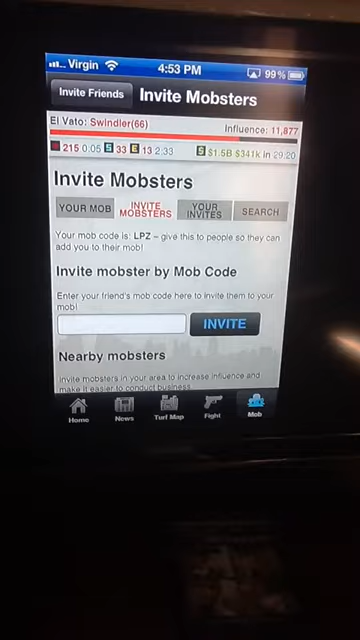 Virgin 4:53 PM 99%
Invite Friends Invite Mobsters
El Vato: Swindler(66) Influence: 11,877
215 0:05 S 33 E 13 2:33 S $1.5B $341k in 29:20
Invite Mobsters
YOUR MOB INVITE MOBSTERS YOUR INVITES SEARCH
Your mob code is: LPZ – give this to people so they can
add you to their mob!
Invite mobster by Mob Code
Enter your friend's mob code here to invite them to your
mob!
INVITE
Nearby mobsters
Invite mobsters in your area to increase influence and
make it easier to conduct business.
Home News Turf Map Fight Mob